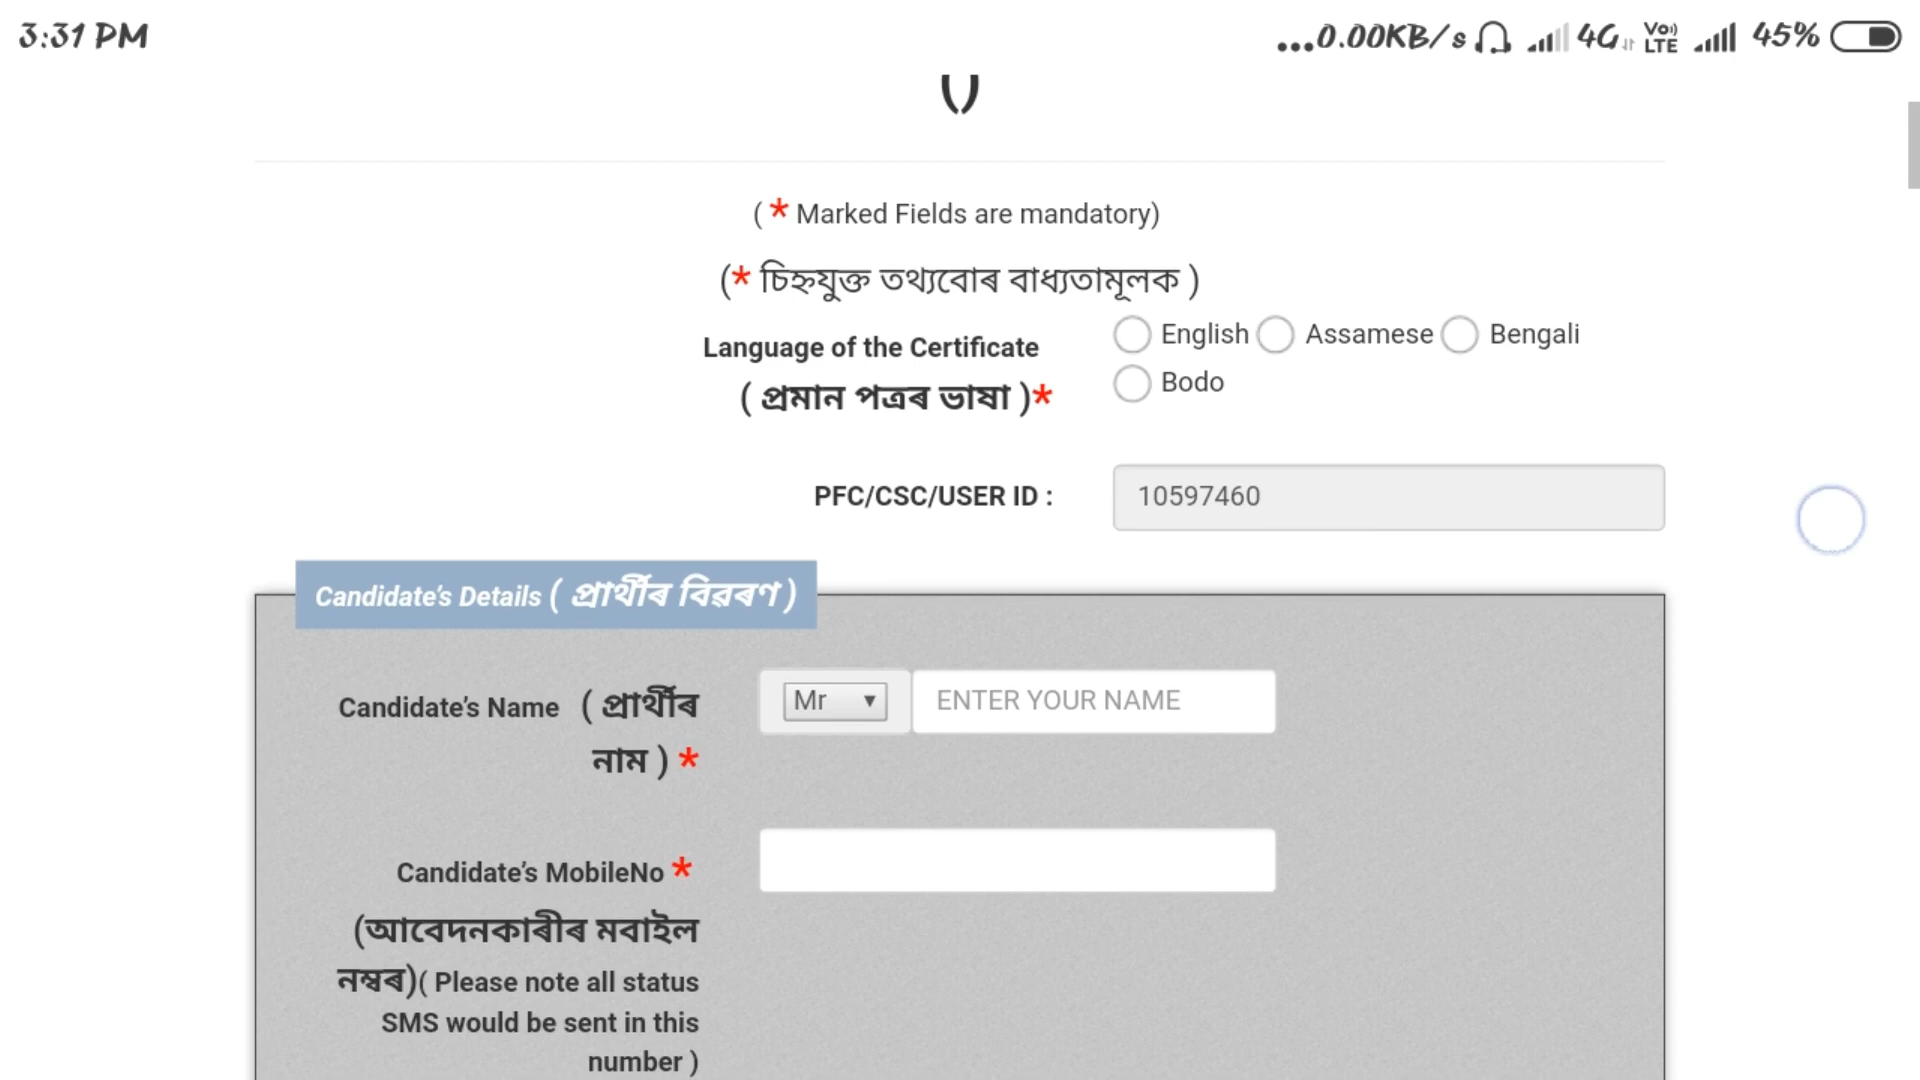 3:31 PM ...0.00KB/s 4G VoLTE 45%
()
( * Marked Fields are mandatory)
(* চিহ্নযুক্ত তথ্যবোৰ বাধ্যতামূলক )
Language of the Certificate
( প্ৰমান পত্ৰৰ ভাষা )*
English Assamese Bengali
Bodo
PFC/CSC/USER ID : 10597460
Candidate's Details ( প্ৰাৰ্থীৰ বিৱৰণ )
Candidate's Name ( প্ৰাৰ্থীৰ
নাম ) *
Mr ▼ ENTER YOUR NAME
Candidate's MobileNo *
(আবেদনকাৰীৰ মবাইল
নম্বৰ)( Please note all status
SMS would be sent in this
number )